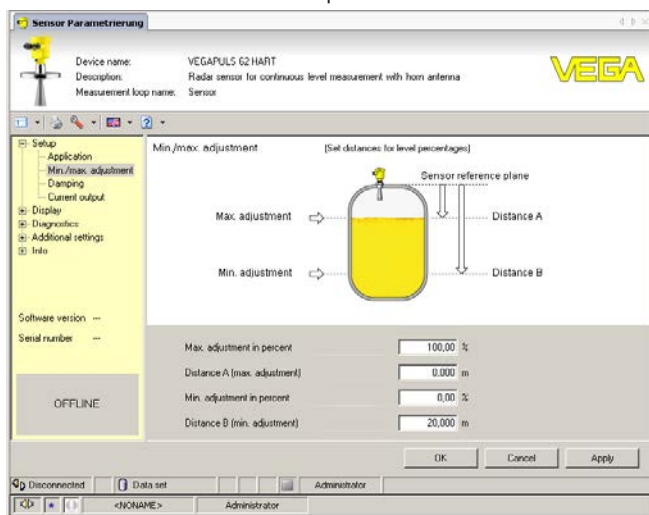 Sensor Parametrierung
Device name: VEGAPULS 62 HART
Description: Radar sensor for continuous level measurement with horn antenna
Measurement loop name: Sensor
VEGA
Setup
Application
Min./max. adjustment
Damping
Current output
Display
Diagnostics
Additional settings
Info
Software version ---
Serial number ---
OFFLINE
Min./max. adjustment (Set distances for level percentages)
Sensor reference plane
Max. adjustment
Distance A
Min. adjustment
Distance B
Max. adjustment in percent 100,00 %
Distance A (max. adjustment) 0,000 m
Min. adjustment in percent 0,00 %
Distance B (min. adjustment) 20,000 m
OK Cancel Apply
Disconnected Data set Administrator
<NONAME> Administrator